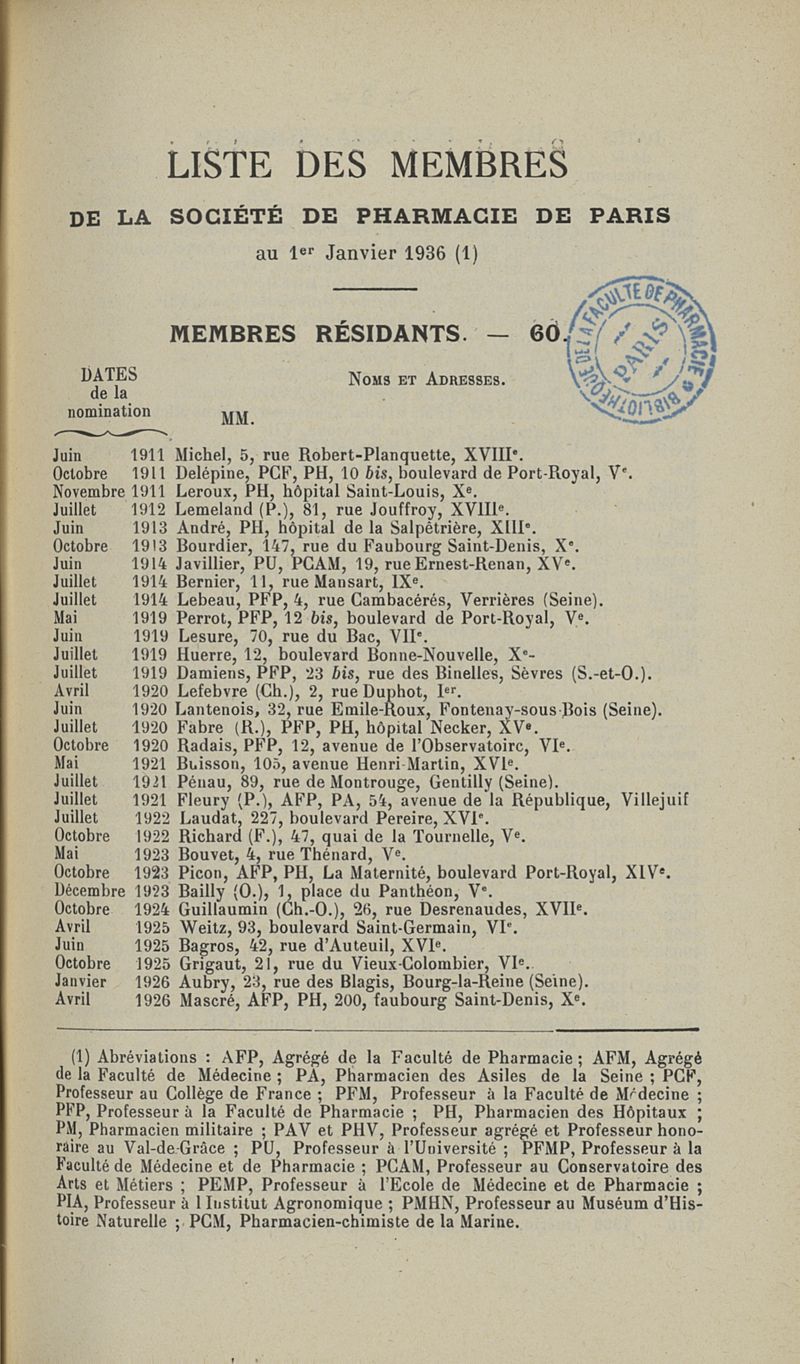 LISTE DES MEMBRES
DE LA SOCIÉTÉ DE PHARMACIE DE PARIS
au 1er Janvier 1936 (1)
MEMBRES RÉSIDANTS. — 60.
BIBLIOTHÈQUE DE LA FACULTE DE PHARMACIE
PARIS
DATES
de la
nomination
NOMS ET ADRESSES.
MM.
Juin 1911 Michel, 5, rue Robert-Planquette, XVIIIe.
Octobre 1911 Delépine, PCF, PH, 10 bis, boulevard de Port-Royal, Ve.
Novembre 1911 Leroux, PH, hôpital Saint-Louis, Xe.
Juillet 1912 Lemeland (P.), 81, rue Jouffroy, XVIIIe.
Juin 1913 André, PH, hôpital de la Salpêtrière, XIIIe.
Octobre 1913 Bourdier, 147, rue du Faubourg Saint-Denis, Xe.
Juin 1914 Javillier, PU, PCAM, 19, rue Ernest-Renan, XVe.
Juillet 1914 Bernier, 11, rue Mansart, IXe.
Juillet 1914 Lebeau, PFP, 4, rue Cambacérés, Verrières (Seine).
Mai 1919 Perrot, PFP, 12 bis, boulevard de Port-Royal, Ve.
Juin 1919 Lesure, 70, rue du Bac, VIIe.
Juillet 1919 Huerre, 12, boulevard Bonne-Nouvelle, Xe-
Juillet 1919 Damiens, PFP, 23 bis, rue des Binelles, Sèvres (S.-et-O.).
Avril 1920 Lefebvre (Ch.), 2, rue Duphot, Ier.
Juin 1920 Lantenois, 32, rue Emile-Roux, Fontenay-sous-Bois (Seine).
Juillet 1920 Fabre (R.), PFP, PH, hôpital Necker, XVe.
Octobre 1920 Radais, PFP, 12, avenue de l'Observatoire, VIe.
Mai 1921 Buisson, 105, avenue Henri-Martin, XVIe.
Juillet 1921 Pénau, 89, rue de Montrouge, Gentilly (Seine).
Juillet 1921 Fleury (P.), AFP, PA, 54, avenue de la République, Villejuif
Juillet 1922 Laudat, 227, boulevard Pereire, XVIe.
Octobre 1922 Richard (F.), 47, quai de la Tournelle, Ve.
Mai 1923 Bouvet, 4, rue Thénard, Ve.
Octobre 1923 Picon, AFP, PH, La Maternité, boulevard Port-Royal, XIVe.
Décembre 1923 Bailly (O.), 1, place du Panthéon, Ve.
Octobre 1924 Guillaumin (Ch.-O.), 26, rue Desrenaudes, XVIIe.
Avril 1925 Weitz, 93, boulevard Saint-Germain, VIe.
Juin 1925 Bagros, 42, rue d'Auteuil, XVIe.
Octobre 1925 Grigaut, 21, rue du Vieux-Colombier, VIe.
Janvier 1926 Aubry, 23, rue des Blagis, Bourg-la-Reine (Seine).
Avril 1926 Mascré, AFP, PH, 200, faubourg Saint-Denis, Xe.
(1) Abréviations : AFP, Agrégé de la Faculté de Pharmacie ; AFM, Agrégé
de la Faculté de Médecine ; PA, Pharmacien des Asiles de la Seine ; PCF,
Professeur au Collège de France ; PFM, Professeur à la Faculté de Médecine ;
PFP, Professeur à la Faculté de Pharmacie ; PH, Pharmacien des Hôpitaux ;
PM, Pharmacien militaire ; PAV et PHV, Professeur agrégé et Professeur hono-
raire au Val-de-Grâce ; PU, Professeur à l'Université ; PFMP, Professeur à la
Faculté de Médecine et de Pharmacie ; PCAM, Professeur au Conservatoire des
Arts et Métiers ; PEMP, Professeur à l'Ecole de Médecine et de Pharmacie ;
PIA, Professeur à l'Institut Agronomique ; PMHN, Professeur au Muséum d'His-
toire Naturelle ; PCM, Pharmacien-chimiste de la Marine.